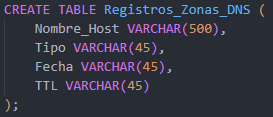 CREATE TABLE Registros_Zonas_DNS (
    Nombre_Host VARCHAR(500),
    Tipo VARCHAR(45),
    Fecha VARCHAR(45),
    TTL VARCHAR(45)
);